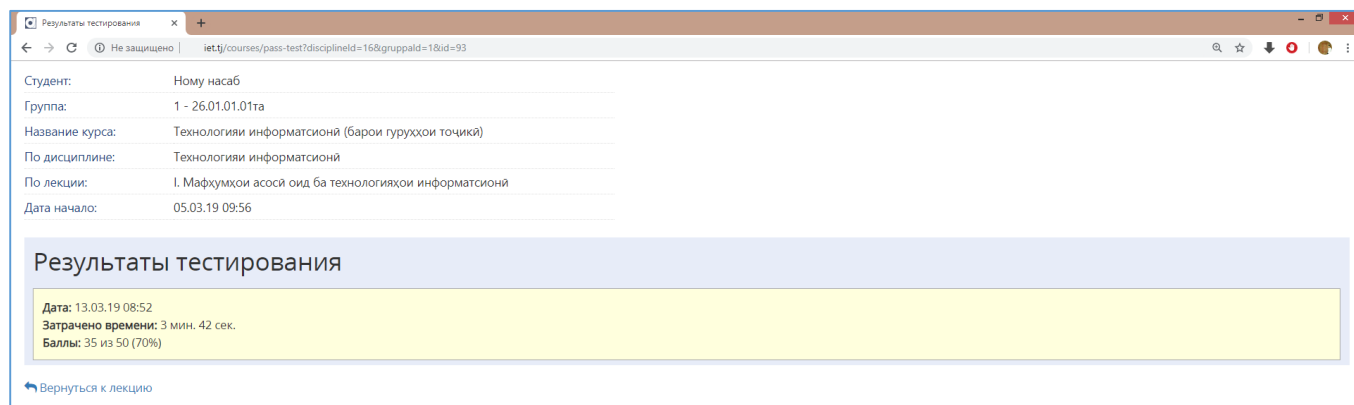 Результаты тестирования
Не защищено | iet.tj/courses/pass-test?disciplineId=16&gruppaId=1&id=93
Студент: Ному насаб
Группа: 1 - 26.01.01.01та
Название курса: Технологияи информатсионӣ (барои гуруҳҳои тоҷикӣ)
По дисциплине: Технологияи информатсионӣ
По лекции: I. Мафҳумҳои асосӣ оид ба технологияҳои информатсионӣ
Дата начало: 05.03.19 09:56
Результаты тестирования
Дата: 13.03.19 08:52
Затрачено времени: 3 мин. 42 сек.
Баллы: 35 из 50 (70%)
Вернуться к лекцию